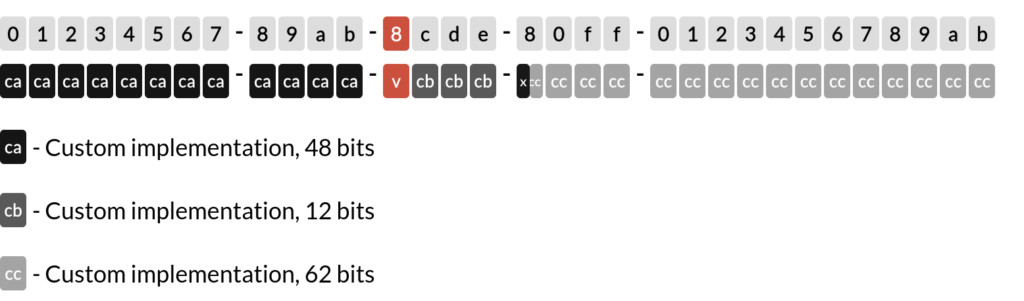 0 1 2 3 4 5 6 7 - 8 9 a b - 8 c d e - 8 0 f f - 0 1 2 3 4 5 6 7 8 9 a b
ca ca ca ca ca ca ca ca - ca ca ca ca - v cb cb cb - x cc cc cc cc - cc cc cc cc cc cc cc cc cc cc cc cc
ca - Custom implementation, 48 bits
cb - Custom implementation, 12 bits
cc - Custom implementation, 62 bits